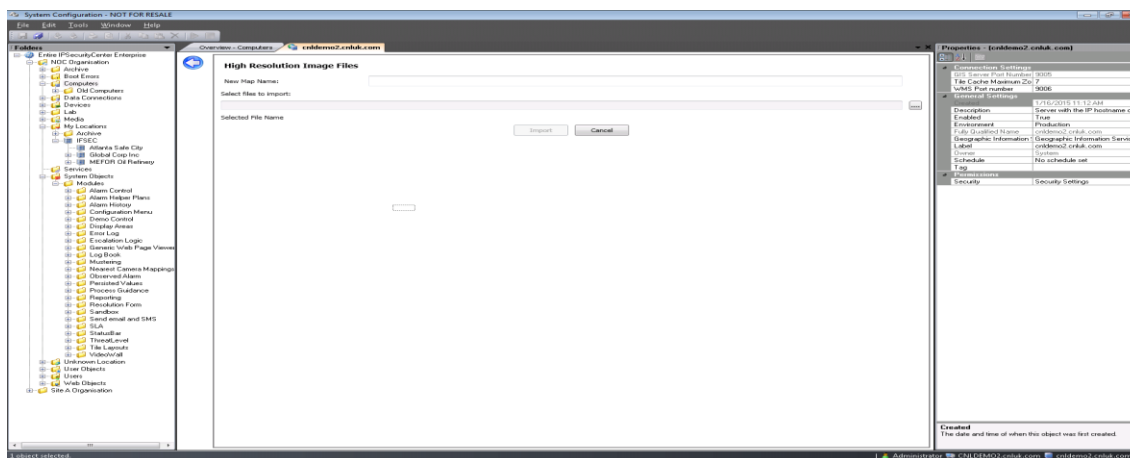 System Configuration - NOT FOR RESALE
File Edit Tools Window Help
Folders
Entire IPSecurityCenter Enterprise
NOC Organisation
Archive
Boot Errors
Computers
Old Computers
Data Connections
Devices
Lab
Media
My Locations
Archive
IFSEC
Atlanta Safe City
Global Corp Inc
MEFOR Oil Refinery
Services
System Objects
Modules
Alarm Control
Alarm Helper Plans
Alarm History
Configuration Menu
Demo Control
Display Areas
Error Log
Escalation Logic
Generic Web Page Viewer
Log Book
Mustering
Nearest Camera Mappings
Observed Alarm
Persisted Values
Process Guidance
Reporting
Resolution Form
Sandbox
Send email and SMS
SLA
StatusBar
ThreatLevel
Tile Layouts
VideoWall
Unknown Location
User Objects
Users
Web Objects
Site A Organisation
Overview - Computers
cnldemo2.cnluk.com
High Resolution Image Files
New Map Name:
Select files to import:
...
Selected File Name
Import Cancel
Properties - (cnldemo2.cnluk.com)
Connection Settings
GIS Server Port Number 9005
Tile Cache Maximum Zo 7
WMS Port number 9006
General Settings
Created 1/16/2015 11:12 AM
Description Server with the IP hostname o
Enabled True
Environment Production
Fully Qualified Name cnldemo2.cnluk.com
Geographic Information Geographic Information Servic
Label cnldemo2.cnluk.com
Owner System
Schedule No schedule set
Tag
Permissions
Security Security Settings
Created
The date and time of when this object was first created.
1 object selected.
Administrator CNLDEMO2.cnluk.com cnldemo2.cnluk.com